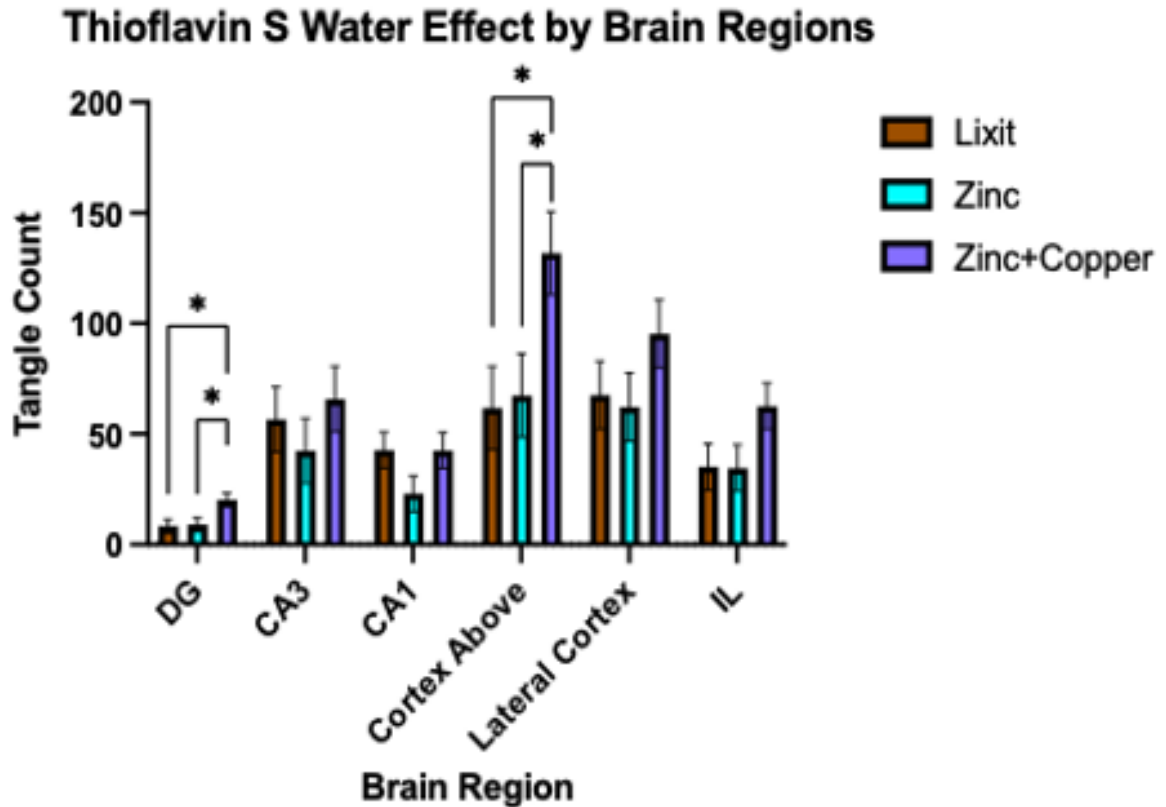 Thioflavin S Water Effect by Brain Regions
200
150
100
50
0
Tangle Count
*
*
*
*
Lixit
Zinc
Zinc+Copper
DG
CA3
CA1
Cortex Above
Lateral Cortex
IL
Brain Region